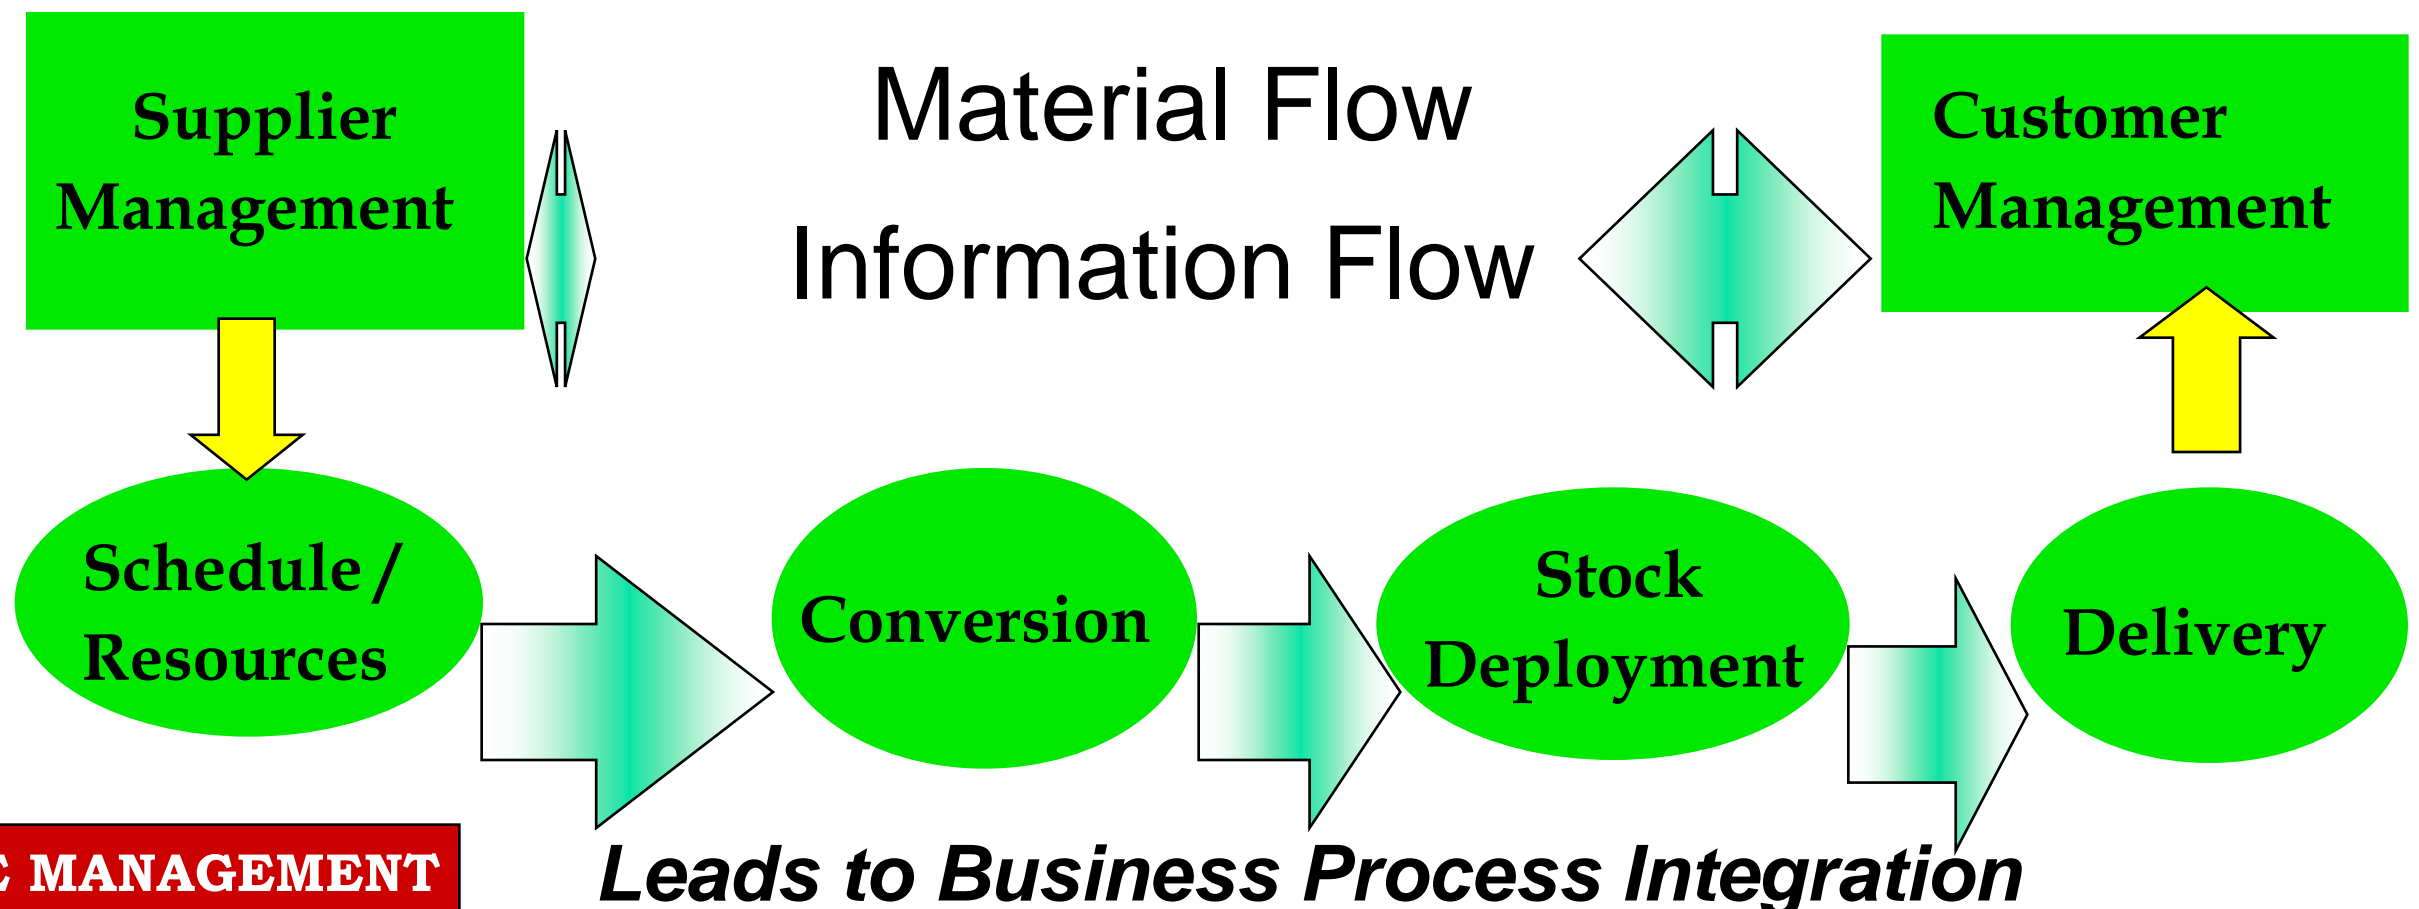 Supplier
Management
Material Flow
Information Flow
Customer
Management
Schedule/
Resources
Conversion
Stock
Deployment
Delivery
MANAGEMENT
Leads to Business Process Integration